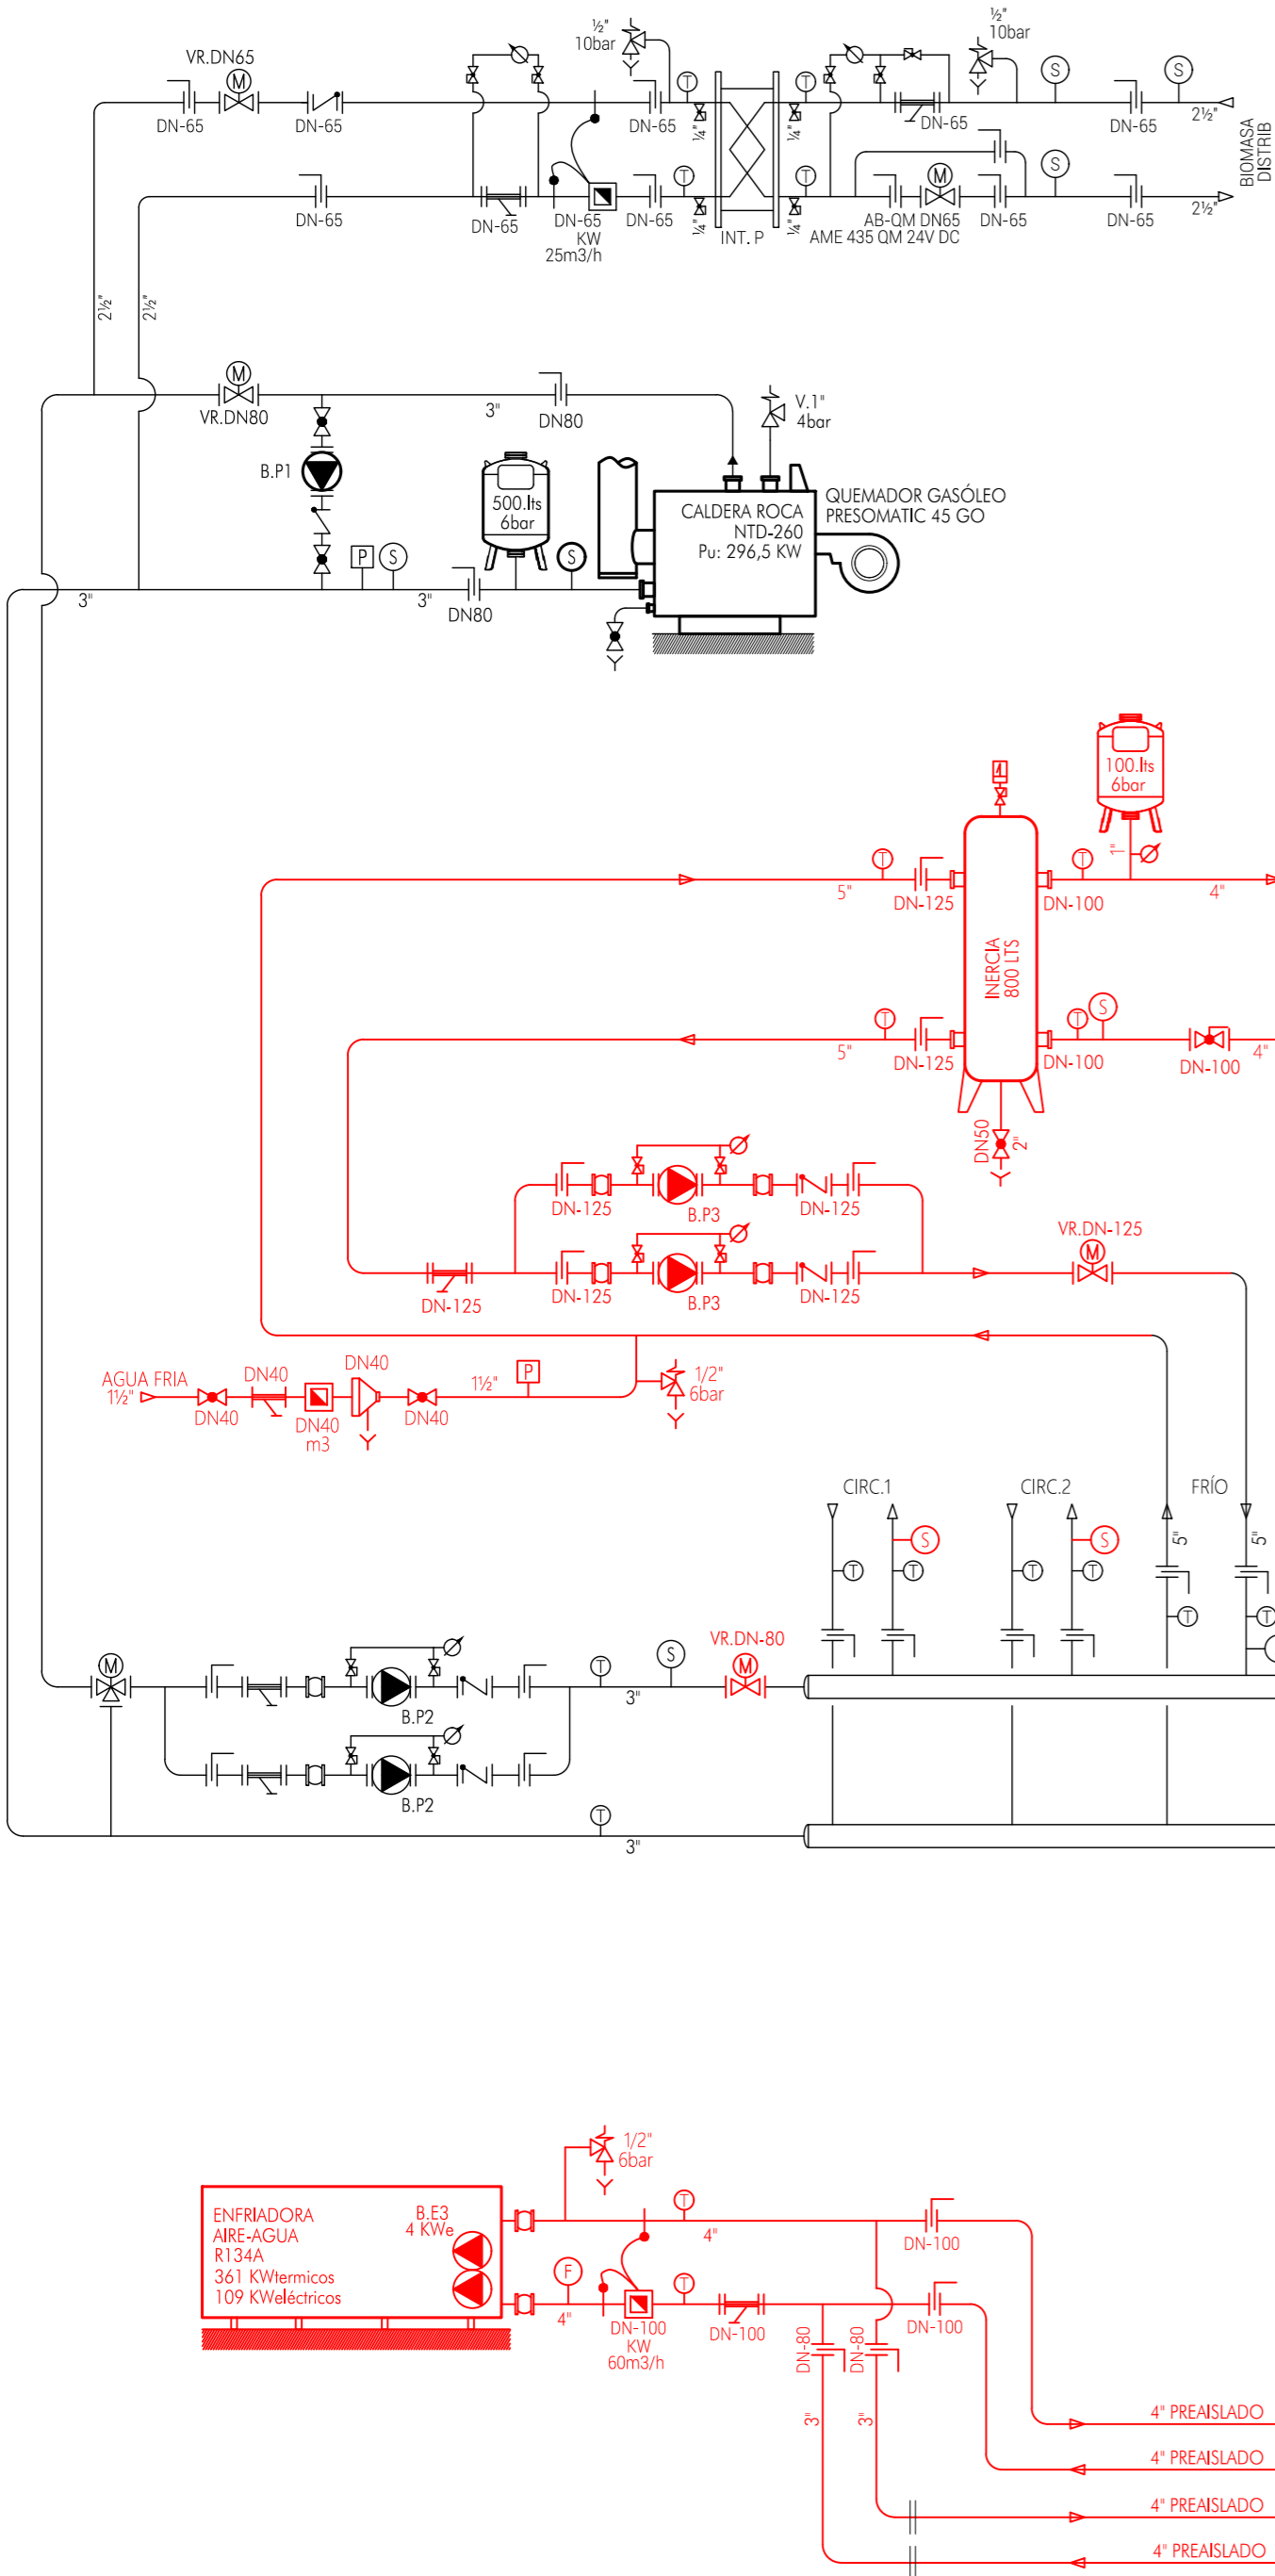 ½"
10bar
½"
10bar
VR.DN65
M
T
T
S
S
DN-65
DN-65
DN-65
¼"
¼"
DN-65
DN-65
2½"
BIOMASA
DISTRIB
T
T
M
S
DN-65
DN-65
DN-65
KW
25m3/h
DN-65
¼"
INT. P
¼"
AB-QM DN65
AME 435 QM 24V DC
DN-65
DN-65
2½"
2½"
2½"
M
VR.DN80
3"
DN80
V.1"
4bar
B.P1
500.lts
6bar
CALDERA ROCA
NTD-260
Pu: 296,5 KW
QUEMADOR GASÓLEO
PRESOMATIC 45 GO
P
S
S
3"
3"
DN80
100.lts
6bar
1"
T
T
5"
DN-125
DN-100
4"
INERCIA
800 LTS
T
T
S
5"
DN-125
DN-100
DN-100
4"
DN50
2"
DN-125
B.P3
DN-125
VR.DN-125
M
DN-125
DN-125
B.P3
DN-125
AGUA FRIA
1½"
DN40
DN40
DN40
m3
DN40
DN40
1½"
P
1/2"
6bar
CIRC.1
CIRC.2
FRÍO
S
S
5"
5"
T
T
T
T
T
T
M
T
S
VR.DN-80
M
B.P2
3"
B.P2
T
3"
1/2"
6bar
ENFRIADORA
AIRE-AGUA
R134A
361 KWtermicos
109 KWeléctricos
B.E3
4 KWe
T
4"
DN-100
F
T
4"
DN-100
KW
60m3/h
DN-100
DN-80
DN-80
DN-100
3"
3"
4" PREAISLADO
4" PREAISLADO
4" PREAISLADO
4" PREAISLADO